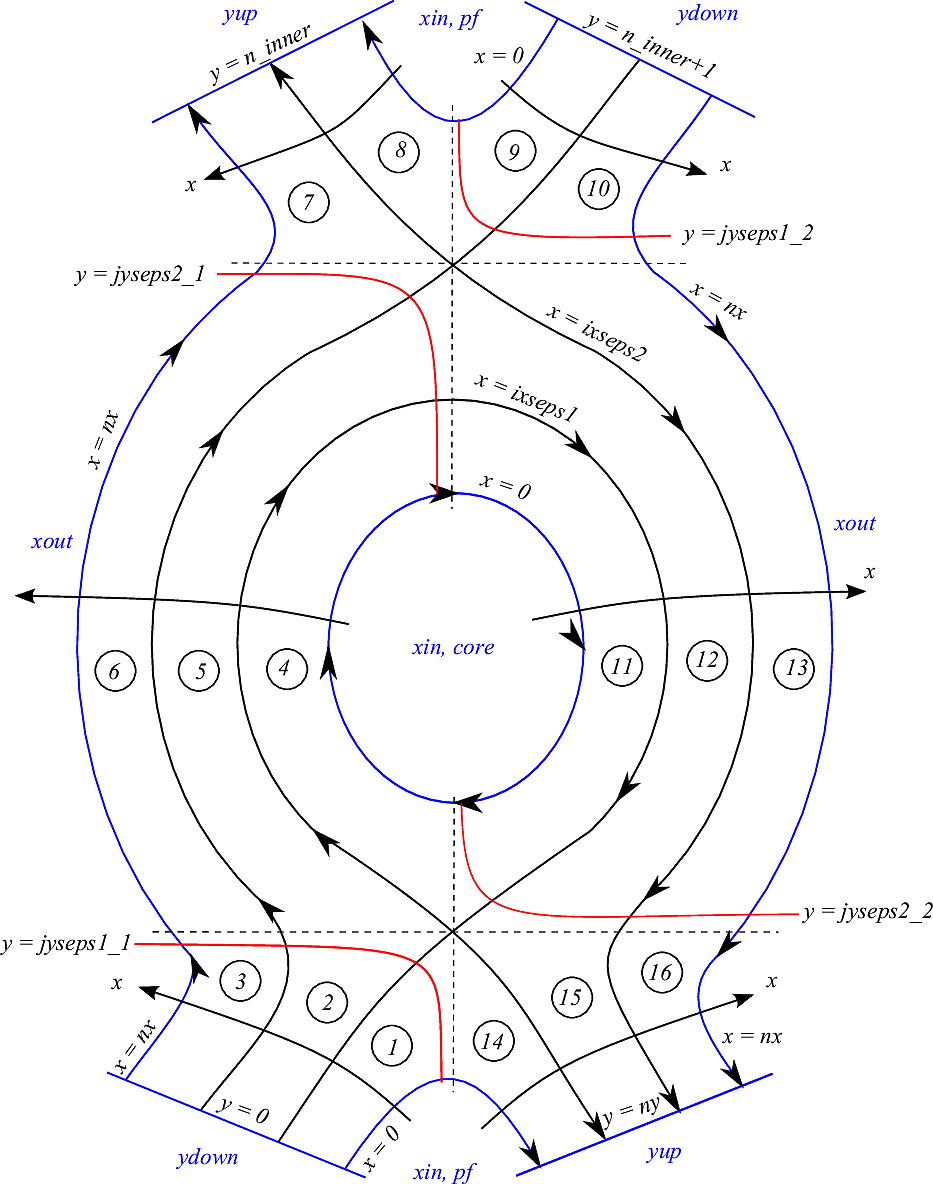 yup
xin, pf
ydown
y = n_inner
x = 0
y = n_inner+1
8
9
x
x
7
10
y = jyseps1_2
y = jyseps2_1
x = nx
x = ixseps2
x = ixseps1
x = nx
x = 0
xout
xout
x
xin, core
6
5
4
11
12
13
y = jyseps2_2
y = jyseps1_1
x
3
2
1
14
15
16
x
x = nx
x = nx
y = 0
x = 0
y = ny
ydown
xin, pf
yup